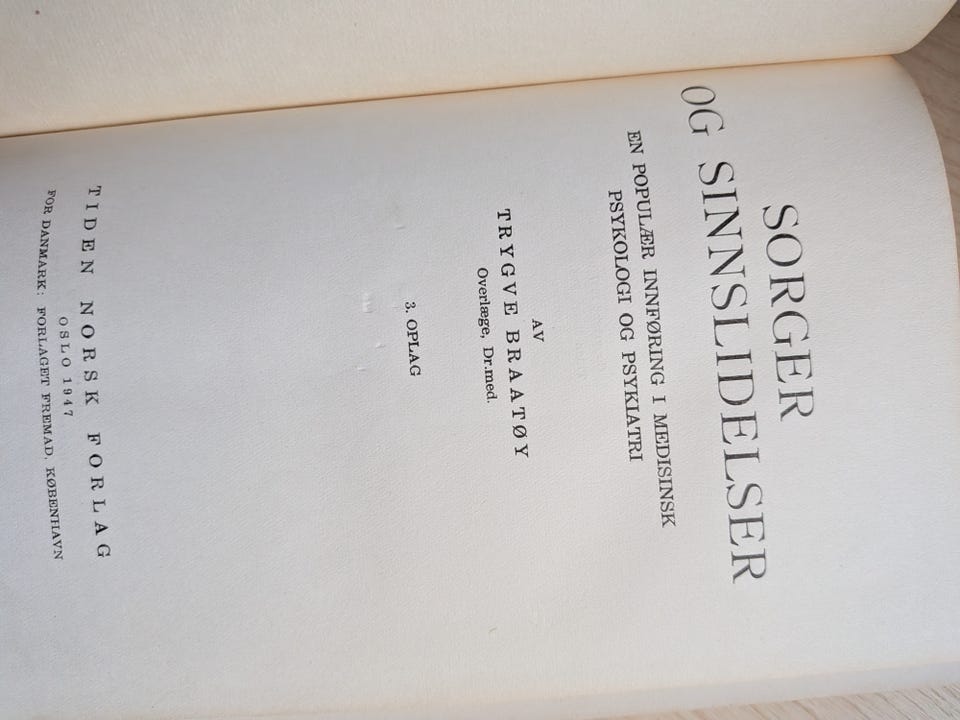 SORGER
OG SINNSLIDELSER
EN POPULÆR INNFØRING I MEDISINSK
PSYKOLOGI OG PSYKIATRI
AV
TRYGVE BRAATØY
Overlæge, Dr.med.
3. OPLAG
TIDEN NORSK FORLAG
OSLO 1947
FOR DANMARK: FORLAGET FREMAD, KØBENHAVN